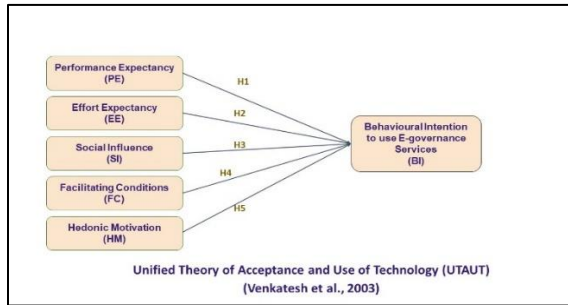 Performance Expectancy
(PE)
H1
Effort Expectancy
(EE)
H2
Social Influence
(SI)
H3
Behavioural Intention
to use E-governance
Services
(BI)
Facilitating Conditions
(FC)
H4
Hedonic Motivation
(HM)
H5
Unified Theory of Acceptance and Use of Technology (UTAUT)
(Venkatesh et al., 2003)